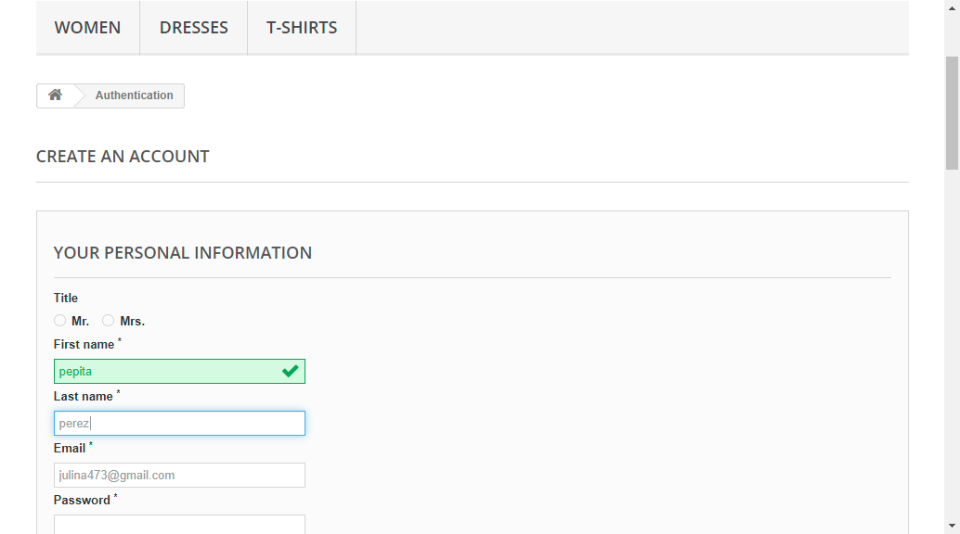 WOMEN DRESSES T-SHIRTS
Authentication
CREATE AN ACCOUNT
YOUR PERSONAL INFORMATION
Title
Mr. Mrs.
First name *
pepita
Last name *
perez
Email *
julina473@gmail.com
Password *